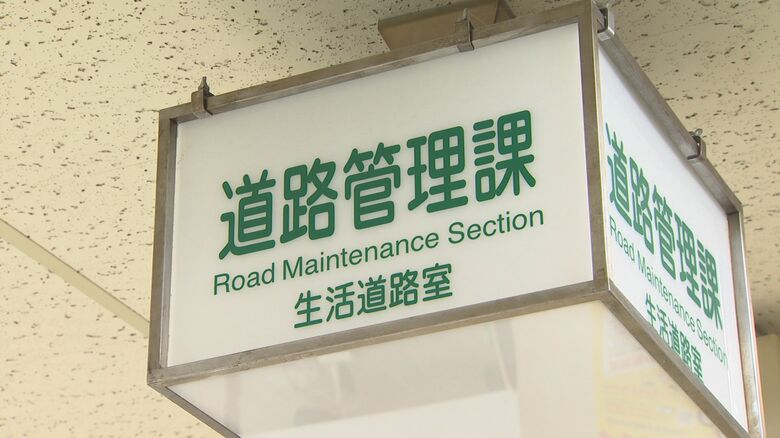 道路管理課
Road Maintenance Section
生活道路室
道路管理課
Road Maintenance Section
生活道路室